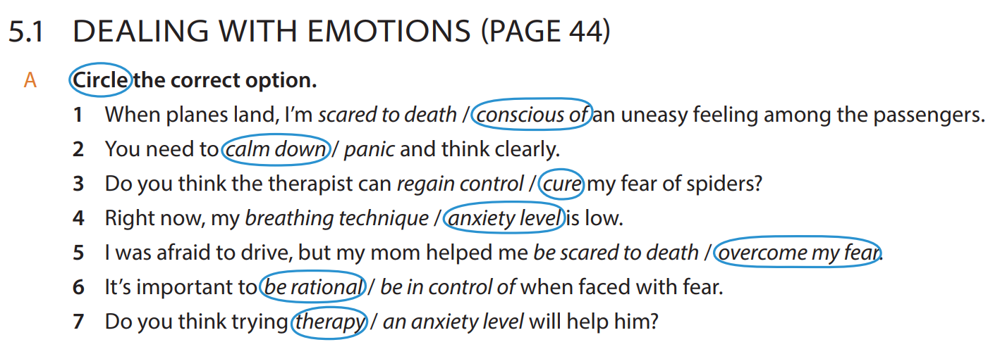 5.1 DEALING WITH EMOTIONS (PAGE 44)
A Circle the correct option.
1 When planes land, I’m scared to death / conscious of an uneasy feeling among the passengers.
2 You need to calm down / panic and think clearly.
3 Do you think the therapist can regain control / cure my fear of spiders?
4 Right now, my breathing technique / anxiety level is low.
5 I was afraid to drive, but my mom helped me be scared to death / overcome my fear.
6 It’s important to be rational / be in control of when faced with fear.
7 Do you think trying therapy / an anxiety level will help him?